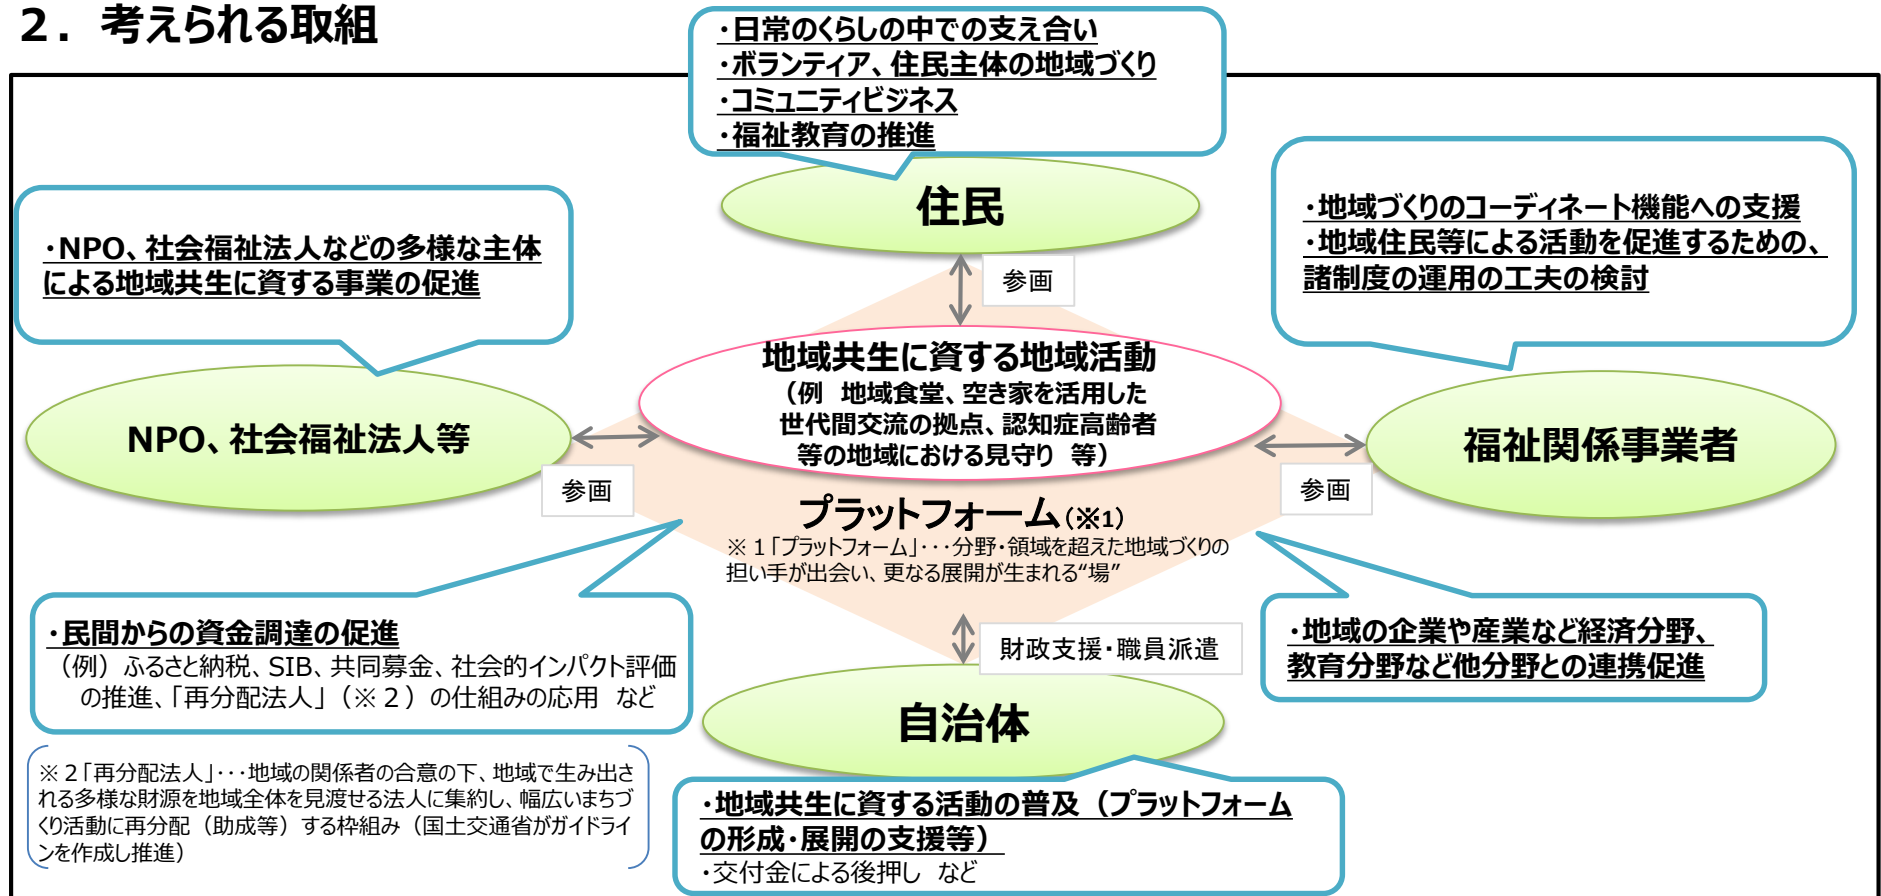 ２．考えられる取組
・日常のくらしの中での支え合い
・ボランティア、住民主体の地域づくり
・コミュニティビジネス
・福祉教育の推進
住民
・NPO、社会福祉法人などの多様な主体
による地域共生に資する事業の促進
・地域づくりのコーディネート機能への支援
・地域住民等による活動を促進するための、
諸制度の運用の工夫の検討
参画
地域共生に資する地域活動
（例　地域食堂、空き家を活用した
世代間交流の拠点、認知症高齢者
等の地域における見守り　等）
NPO、社会福祉法人等
福祉関係事業者
参画
参画
プラットフォーム（※1）
※１「プラットフォーム」・・・分野・領域を超えた地域づくりの
担い手が出会い、更なる展開が生まれる“場”
・民間からの資金調達の促進
（例）ふるさと納税、SIB、共同募金、社会的インパクト評価
の推進、「再分配法人」（※２）の仕組みの応用　など
財政支援・職員派遣
・地域の企業や産業など経済分野、
教育分野など他分野との連携促進
自治体
※２「再分配法人」・・・地域の関係者の合意の下、地域で生み出さ
れる多様な財源を地域全体を見渡せる法人に集約し、幅広いまちづ
くり活動に再分配（助成等）する枠組み（国土交通省がガイドライ
ンを作成し推進）
・地域共生に資する活動の普及（プラットフォーム
の形成・展開の支援等）
・交付金による後押し　など